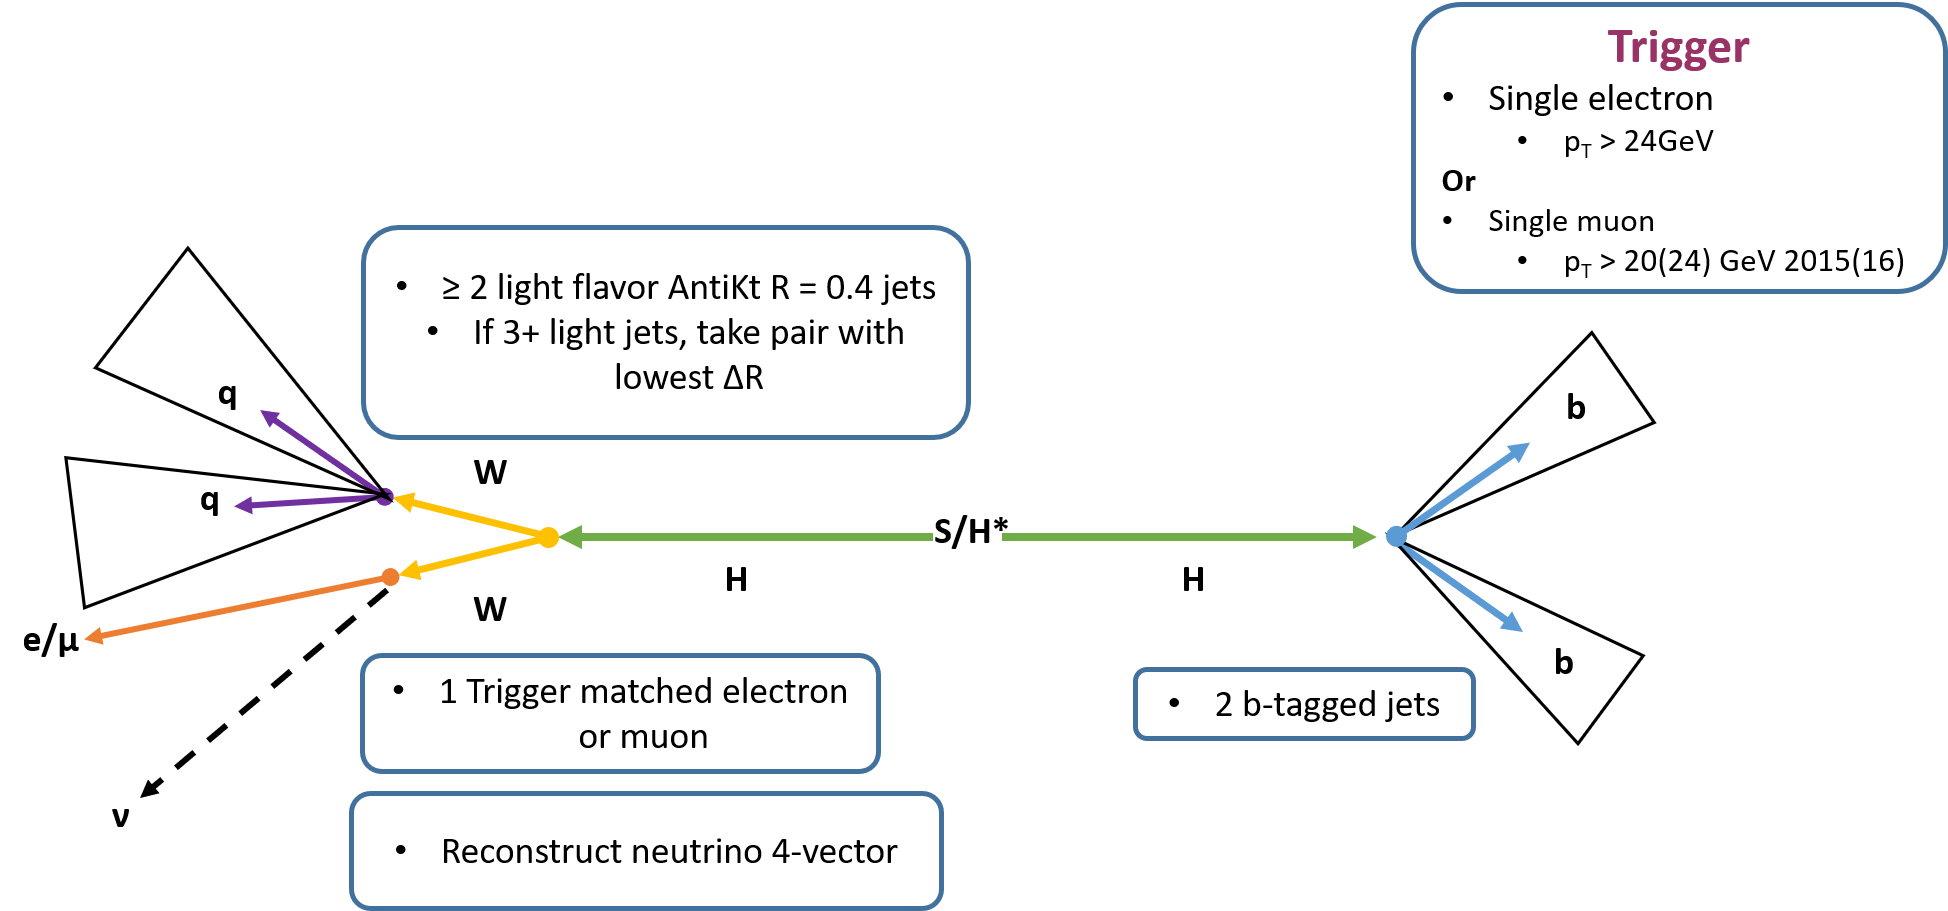 Trigger
• Single electron
• pT > 24GeV
Or
• Single muon
• pT > 20(24) GeV 2015(16)
• ≥ 2 light flavor AntiKt R = 0.4 jets
• If 3+ light jets, take pair with
lowest ΔR
q
q
W
S/H*
H
H
W
b
b
e/μ
ν
• 1 Trigger matched electron
or muon
• 2 b-tagged jets
• Reconstruct neutrino 4-vector